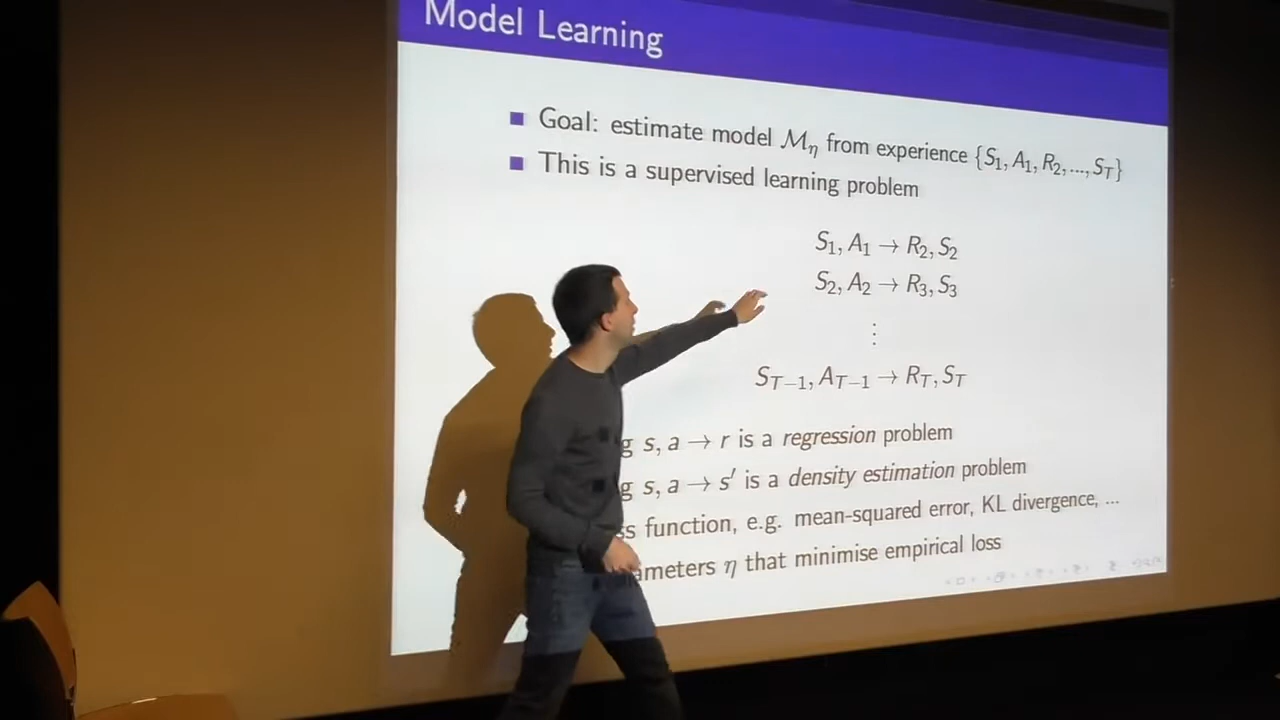 Model Learning
Goal: estimate model ℳ_η from experience {S₁, A₁, R₂, ..., S_T}
This is a supervised learning problem
S₁, A₁ → R₂, S₂
S₂, A₂ → R₃, S₃
⋮
S_{T−1}, A_{T−1} → R_T, S_T
g s, a → r is a regression problem
g s, a → s′ is a density estimation problem
ss function, e.g. mean-squared error, KL divergence, ...
ameters η that minimise empirical loss